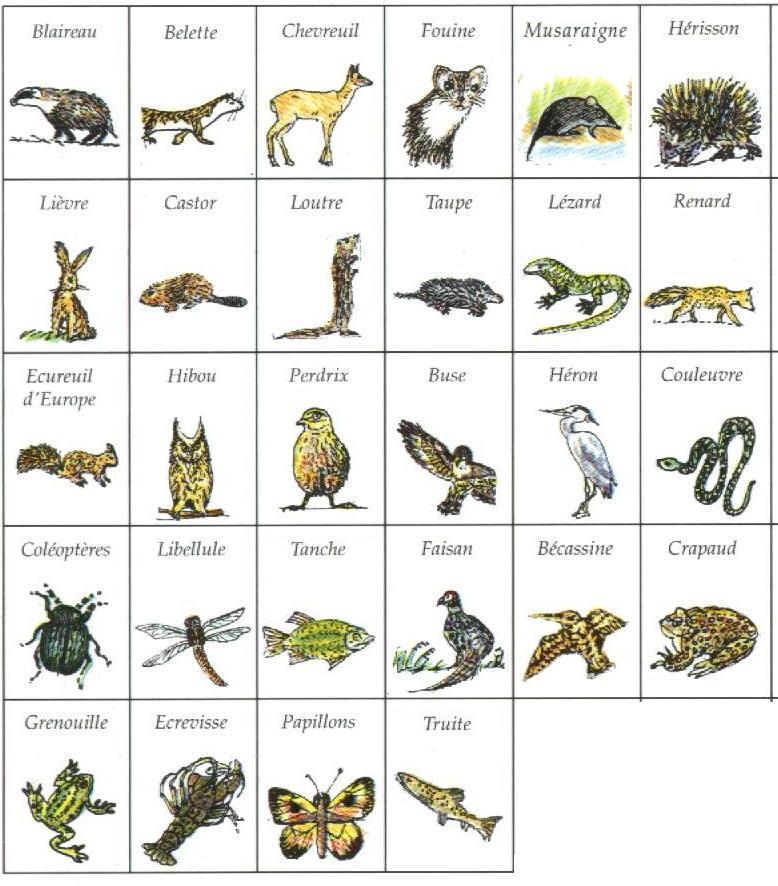 Blaireau
Belette
Chevreuil
Fouine
Musaraigne
Hérisson
Lièvre
Castor
Loutre
Taupe
Lézard
Renard
Ecureuil
d'Europe
Hibou
Perdrix
Buse
Héron
Couleuvre
Coléoptères
Libellule
Tanche
Faisan
Bécassine
Crapaud
Grenouille
Ecrevisse
Papillons
Truite